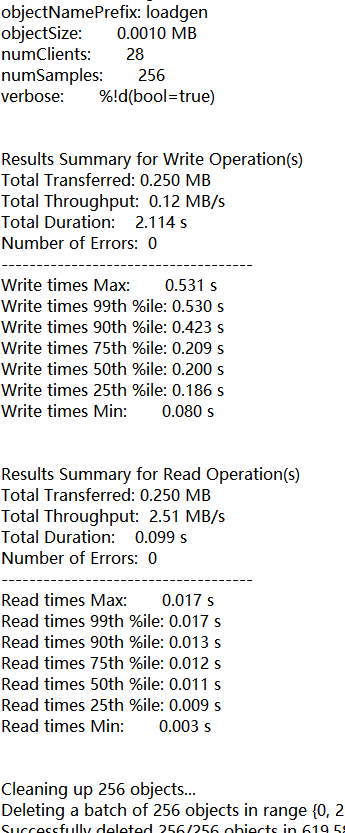 objectNamePrefix: loadgen
objectSize: 0.0010 MB
numClients: 28
numSamples: 256
verbose: %!d(bool=true)
Results Summary for Write Operation(s)
Total Transferred: 0.250 MB
Total Throughput: 0.12 MB/s
Total Duration: 2.114 s
Number of Errors: 0
------------------------------------
Write times Max: 0.531 s
Write times 99th %ile: 0.530 s
Write times 90th %ile: 0.423 s
Write times 75th %ile: 0.209 s
Write times 50th %ile: 0.200 s
Write times 25th %ile: 0.186 s
Write times Min: 0.080 s
Results Summary for Read Operation(s)
Total Transferred: 0.250 MB
Total Throughput: 2.51 MB/s
Total Duration: 0.099 s
Number of Errors: 0
------------------------------------
Read times Max: 0.017 s
Read times 99th %ile: 0.017 s
Read times 90th %ile: 0.013 s
Read times 75th %ile: 0.012 s
Read times 50th %ile: 0.011 s
Read times 25th %ile: 0.009 s
Read times Min: 0.003 s
Cleaning up 256 objects...
Deleting a batch of 256 objects in range {0, 2
Successfully deleted 256/256 objects in 619.58